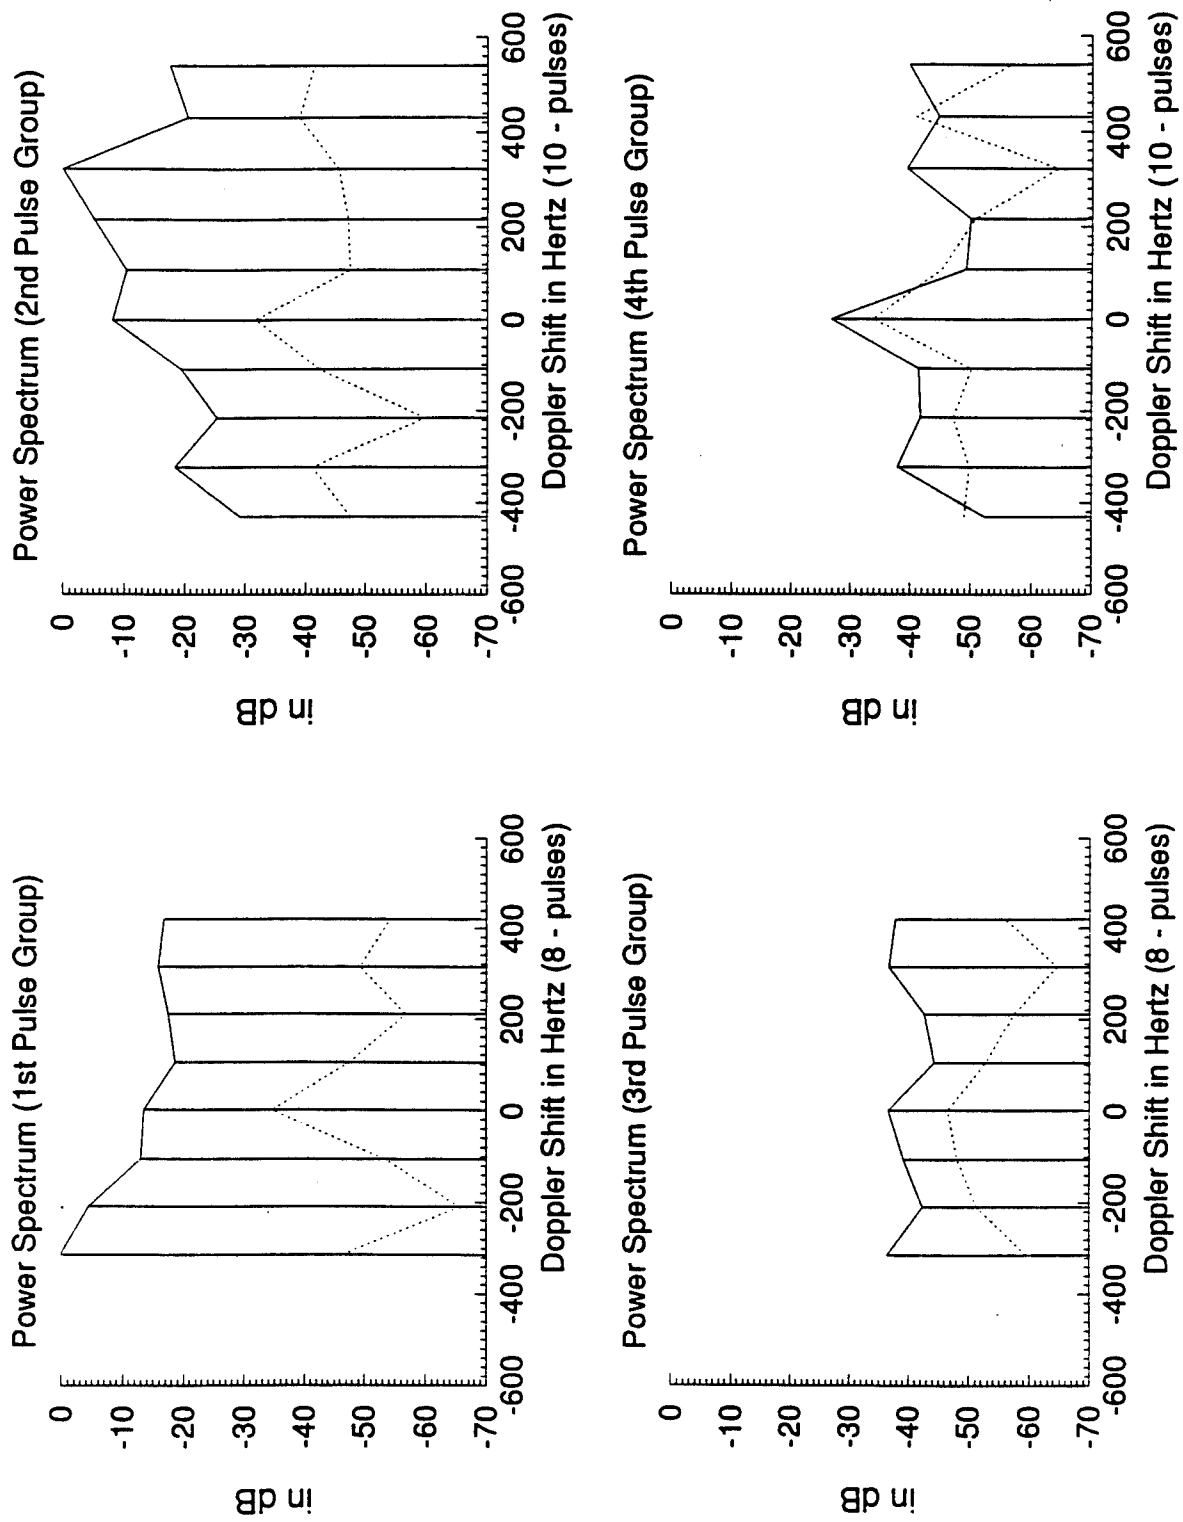 Power Spectrum (1st Pulse Group)
0
-10
-20
-30
-40
-50
-60
-70
in dB
-600 -400 -200 0 200 400 600
Doppler Shift in Hertz (8 - pulses)
Power Spectrum (2nd Pulse Group)
0
-10
-20
-30
-40
-50
-60
-70
in dB
-600 -400 -200 0 200 400 600
Doppler Shift in Hertz (10 - pulses)
Power Spectrum (3rd Pulse Group)
0
-10
-20
-30
-40
-50
-60
-70
in dB
-600 -400 -200 0 200 400 600
Doppler Shift in Hertz (8 - pulses)
Power Spectrum (4th Pulse Group)
0
-10
-20
-30
-40
-50
-60
-70
in dB
-600 -400 -200 0 200 400 600
Doppler Shift in Hertz (10 - pulses)